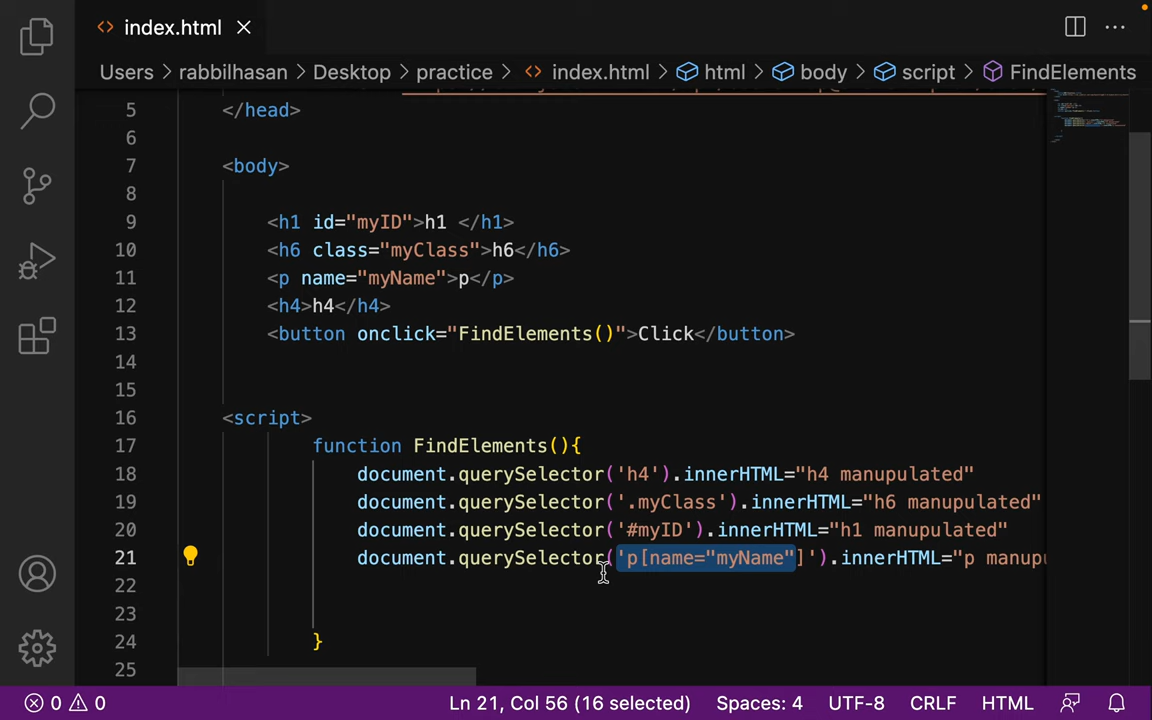 index.html
Users > rabbilhasan > Desktop > practice > index.html > html > body > script > FindElements
5 </head>
6
7 <body>
8
9 <h1 id="myID">h1 </h1>
10 <h6 class="myClass">h6</h6>
11 <p name="myName">p</p>
12 <h4>h4</h4>
13 <button onclick="FindElements()">Click</button>
14
15
16 <script>
17 function FindElements(){
18 document.querySelector('h4').innerHTML="h4 manupulated"
19 document.querySelector('.myClass').innerHTML="h6 manupulated"
20 document.querySelector('#myID').innerHTML="h1 manupulated"
21 document.querySelector('p[name="myName"]').innerHTML="p manupu
22
23
24 }
25
0 0 Ln 21, Col 56 (16 selected) Spaces: 4 UTF-8 CRLF HTML